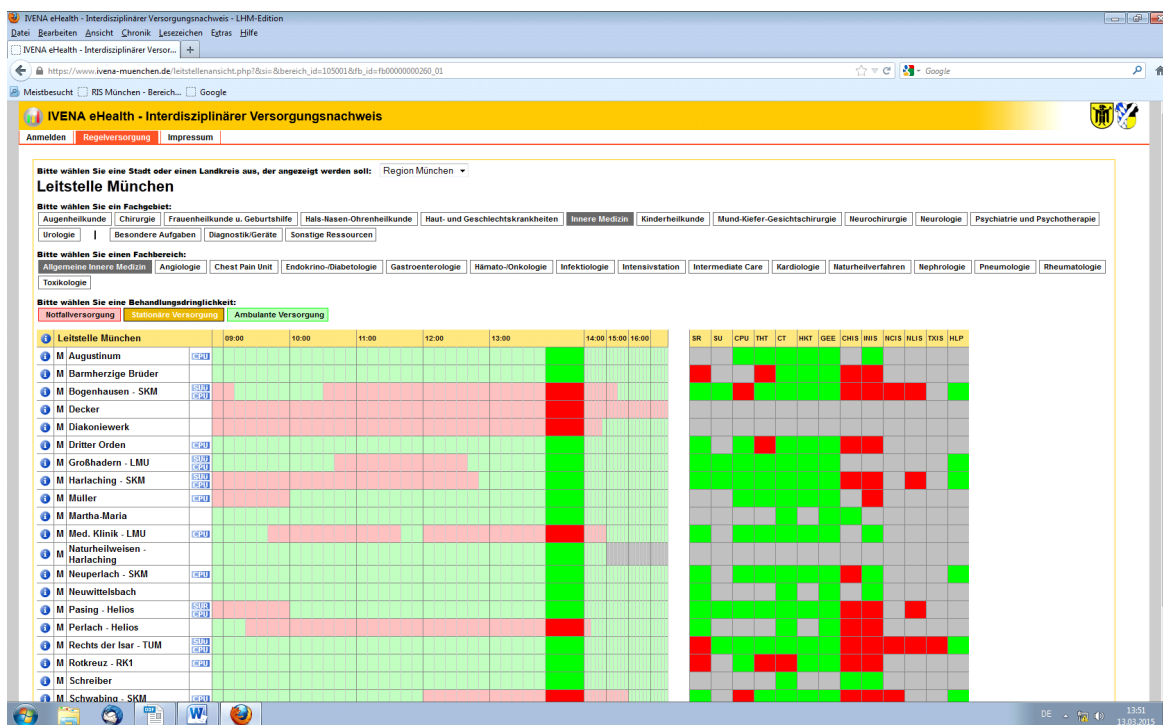 IVENA eHealth - Interdisziplinärer Versorgungsnachweis - LHM-Edition
Datei Bearbeiten Ansicht Chronik Lesezeichen Extras Hilfe
IVENA eHealth - Interdisziplinärer Versor... +
https://www.ivena-muenchen.de/leitstellenansicht.php?&si=&bereich_id=105001&fb_id=fb00000000260_01 Google
Meistbesucht RIS München - Bereich... Google
IVENA eHealth - Interdisziplinärer Versorgungsnachweis
Anmelden Regelversorgung Impressum
Bitte wählen Sie eine Stadt oder einen Landkreis aus, der angezeigt werden soll: Region München
Leitstelle München
Bitte wählen Sie ein Fachgebiet:
Augenheilkunde Chirurgie Frauenheilkunde u. Geburtshilfe Hals-Nasen-Ohrenheilkunde Haut- und Geschlechtskrankheiten Innere Medizin Kinderheilkunde Mund-Kiefer-Gesichtschirurgie Neurochirurgie Neurologie Psychiatrie und Psychotherapie
Urologie | Besondere Aufgaben Diagnostik/Geräte Sonstige Ressourcen
Bitte wählen Sie einen Fachbereich:
Allgemeine Innere Medizin Angiologie Chest Pain Unit Endokrino-/Diabetologie Gastroenterologie Hämato-/Onkologie Infektiologie Intensivstation Intermediate Care Kardiologie Naturheilverfahren Nephrologie Pneumologie Rheumatologie
Toxikologie
Bitte wählen Sie eine Behandlungsdringlichkeit:
Notfallversorgung Stationäre Versorgung Ambulante Versorgung
Leitstelle München 09:00 10:00 11:00 12:00 13:00 14:00 15:00 16:00 SR SU CPU THT CT HKT GEE CHIS INIS NCIS NLIS TXIS HLP
M Augustinum CPU
M Barmherzige Brüder
M Bogenhausen - SKM SUU CPU
M Decker
M Diakoniewerk
M Dritter Orden CPU
M Großhadern - LMU SUU CPU
M Harlaching - SKM SUU CPU
M Müller CPU
M Martha-Maria
M Med. Klinik - LMU CPU
M Naturheilweisen -
Harlaching
M Neuperlach - SKM CPU
M Neuwittelsbach
M Pasing - Helios SUR CPU
M Perlach - Helios
M Rechts der Isar - TUM SUU CPU
M Rotkreuz - RK1 CPU
M Schreiber
M Schwabing - SKM CPU
DE 13:51
13.03.2015